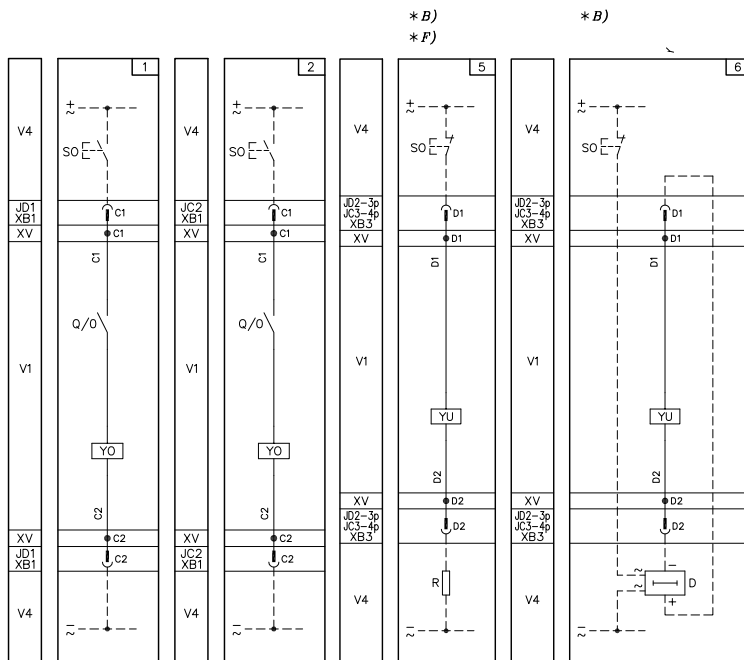 *B)
*F)
*B)
1
2
5
6
V4
V4
V4
V4
+
~
+
~
+
~
+
~
SO
SO
SO
SO
JD1
XB1
C1
JC2
XB1
C1
JD2-3p
JC3-4p
XB3
D1
JD2-3p
JC3-4p
XB3
D1
XV
C1
XV
C1
XV
D1
XV
D1
C1
C1
D1
D1
Q/O
Q/O
V1
V1
V1
V1
YU
YU
YO
YO
C2
C2
D2
D2
XV
D2
XV
D2
JD2-3p
JC3-4p
XB3
D2
JD2-3p
JC3-4p
XB3
D2
XV
C2
XV
C2
JD1
XB1
C2
JC2
XB1
C2
R
~
~
-
+
D
V4
V4
V4
V4
-
~
-
~
-
~
-
~